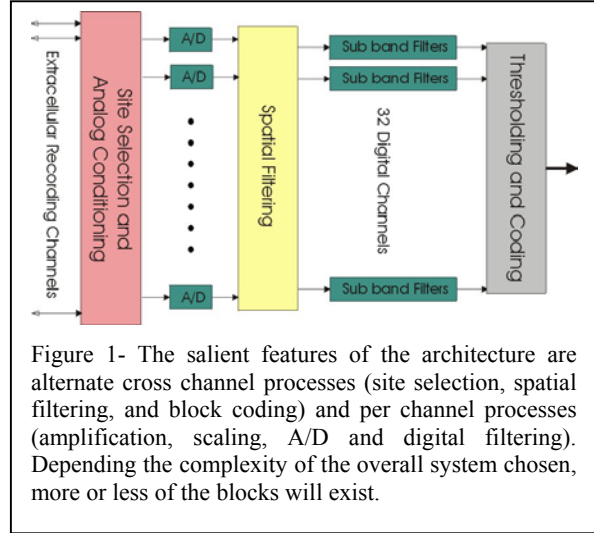 Extracellular Recording Channels
Site Selection and
Analog Conditioning
A/D
A/D
A/D
Spatial Filtering
Sub band Filters
Sub band Filters
32 Digital Channels
Sub band Filters
Thresholding and
Coding
Figure 1- The salient features of the architecture are
alternate cross channel processes (site selection, spatial
filtering, and block coding) and per channel processes
(amplification, scaling, A/D and digital filtering).
Depending the complexity of the overall system chosen,
more or less of the blocks will exist.